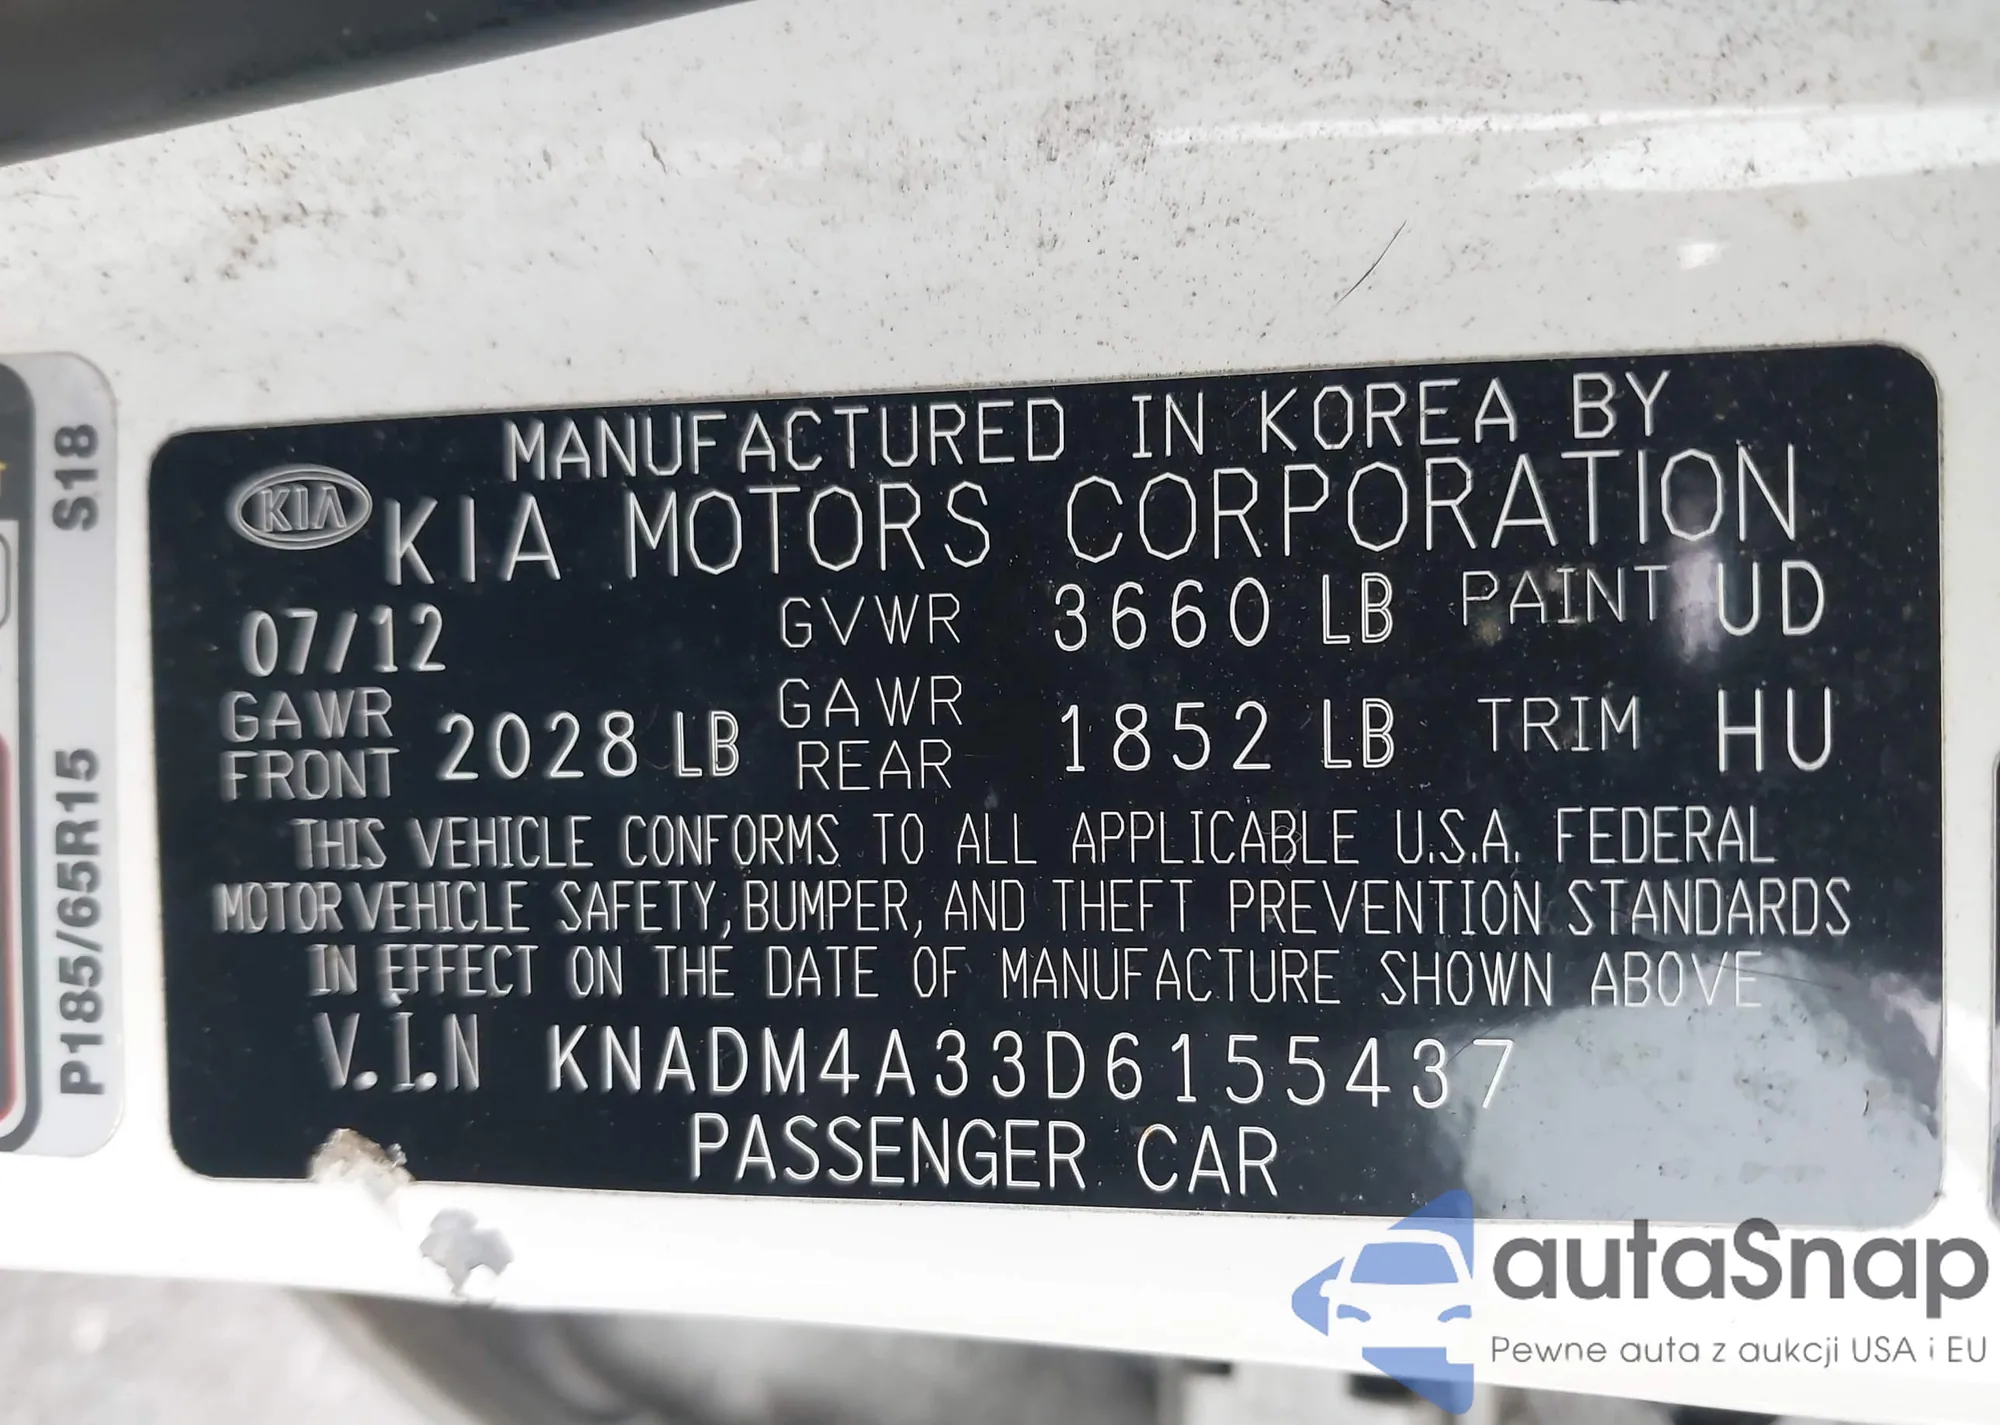 MANUFACTURED IN KOREA BY
KIA KIA MOTORS CORPORATION
07/12 GVWR 3660 LB PAINT UD
GAWR FRONT 2028 LB GAWR REAR 1852 LB TRIM HU
THIS VEHICLE CONFORMS TO ALL APPLICABLE U.S.A. FEDERAL
MOTOR VEHICLE SAFETY, BUMPER, AND THEFT PREVENTION STANDARDS
IN EFFECT ON THE DATE OF MANUFACTURE SHOWN ABOVE
V.I.N KNADM4A33D6155437
PASSENGER CAR
P185/65R15 S18
autaSnap
Pewne auta z aukcji USA i EU